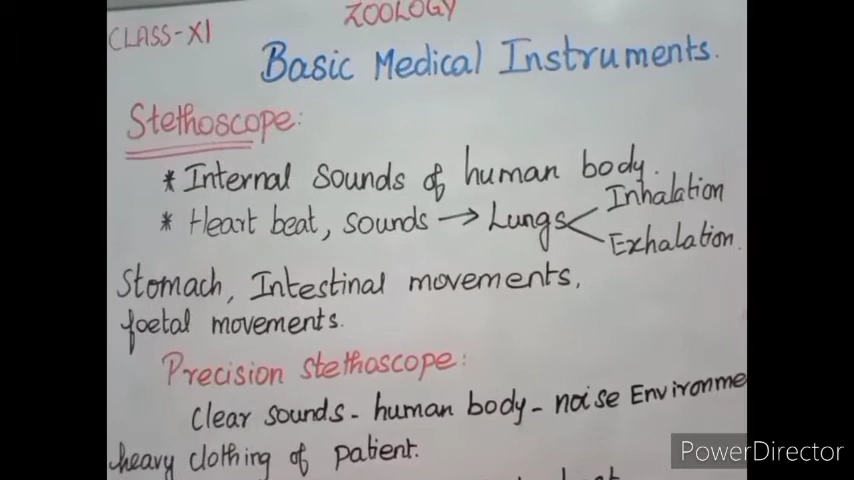 ZOOLOGY
CLASS-XI
Basic Medical Instruments.
Stethoscope:
* Internal sounds of human body.
* Heart beat, sounds → Lungs < Inhalation
Exhalation.
Stomach, Intestinal movements,
foetal movements.
Precision stethoscope:
clear sounds - human body - noise Environme
heavy clothing of patient.
PowerDirector